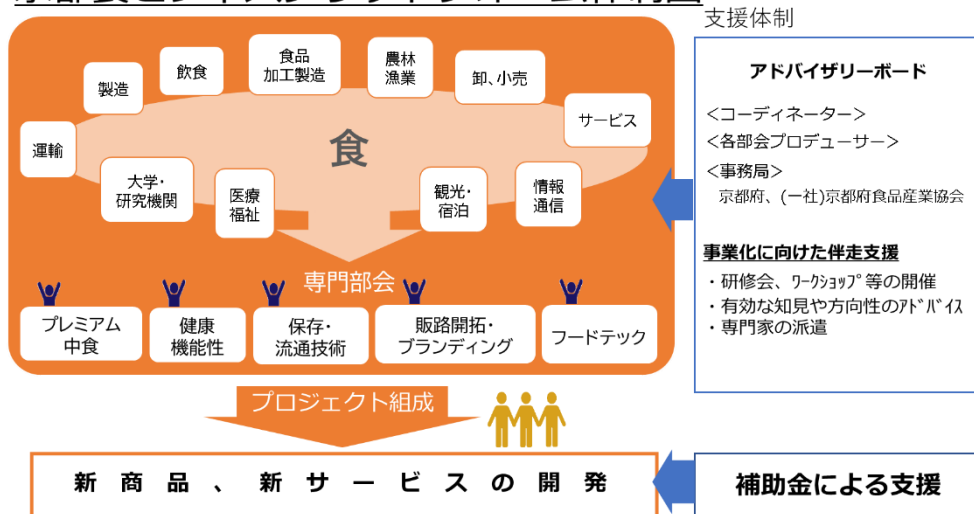 支援体制
食品
加工製造
農林
漁業
飲食
卸、小売
製造
サービス
運輸
食
大学・
研究機関
医療
福祉
観光・
宿泊
情報
通信
専門部会
プレミアム
中食
健康
機能性
保存・
流通技術
販路開拓・
ブランディング
フードテック
プロジェクト組成
新商品、新サービスの開発
アドバイザリーボード
＜コーディネーター＞
＜各部会プロデューサー＞
＜事務局＞
京都府、(一社)京都府食品産業協会
事業化に向けた伴走支援
・研修会、ﾜｰｸｼｮｯﾌﾟ等の開催
・有効な知見や方向性のｱﾄﾞﾊﾞｲｽ
・専門家の派遣
補助金による支援